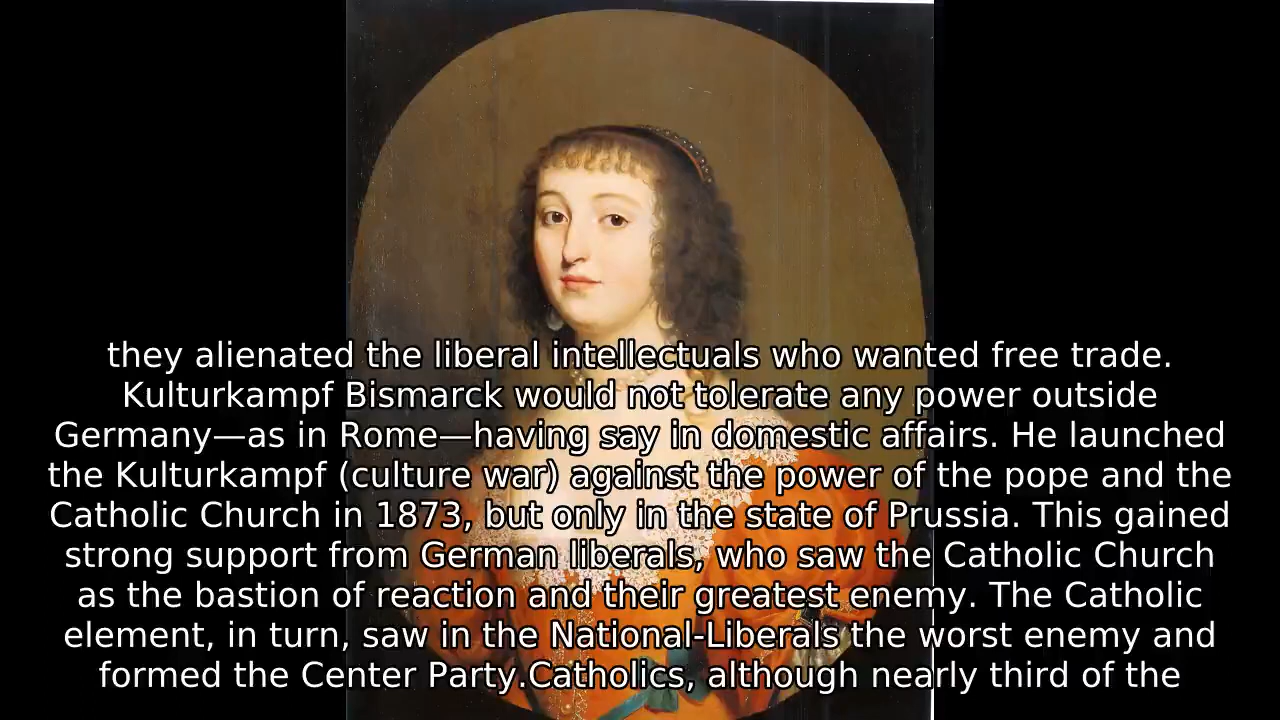 they alienated the liberal intellectuals who wanted free trade.
Kulturkampf Bismarck would not tolerate any power outside
Germany—as in Rome—having say in domestic affairs. He launched
the Kulturkampf (culture war) against the power of the pope and the
Catholic Church in 1873, but only in the state of Prussia. This gained
strong support from German liberals, who saw the Catholic Church
as the bastion of reaction and their greatest enemy. The Catholic
element, in turn, saw in the National-Liberals the worst enemy and
formed the Center Party.Catholics, although nearly third of the